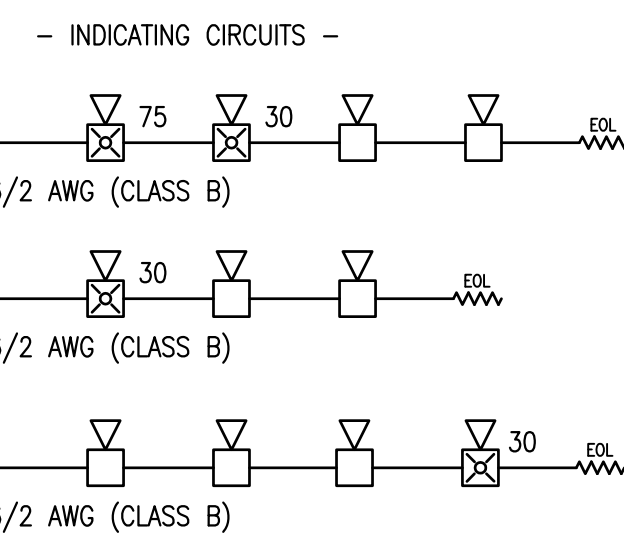 – INDICATING CIRCUITS –
75 30
EOL
/2 AWG (CLASS B)
30
EOL
/2 AWG (CLASS B)
30
EOL
/2 AWG (CLASS B)